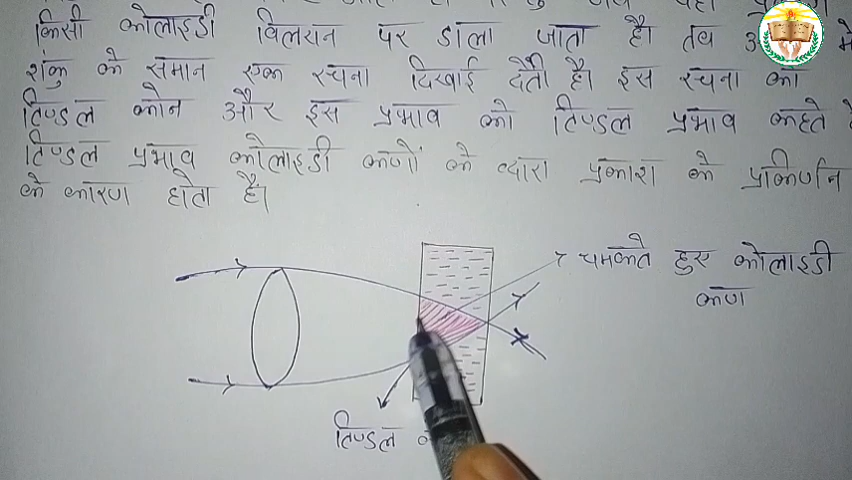 किसी कोलाइडी विलयन पर डाला जाता है। तब
शंकु के समान एक रचना दिखाई देती है। इस रचना को
टिण्डल कोन और इस प्रभाव को टिण्डल प्रभाव कहते
टिण्डल प्रभाव कोलाइडी कणों के व्दारा प्रकाश के प्रकिर्णन
के कारण होता है।
चमकते हुए कोलाइडी
कण
टिण्डल